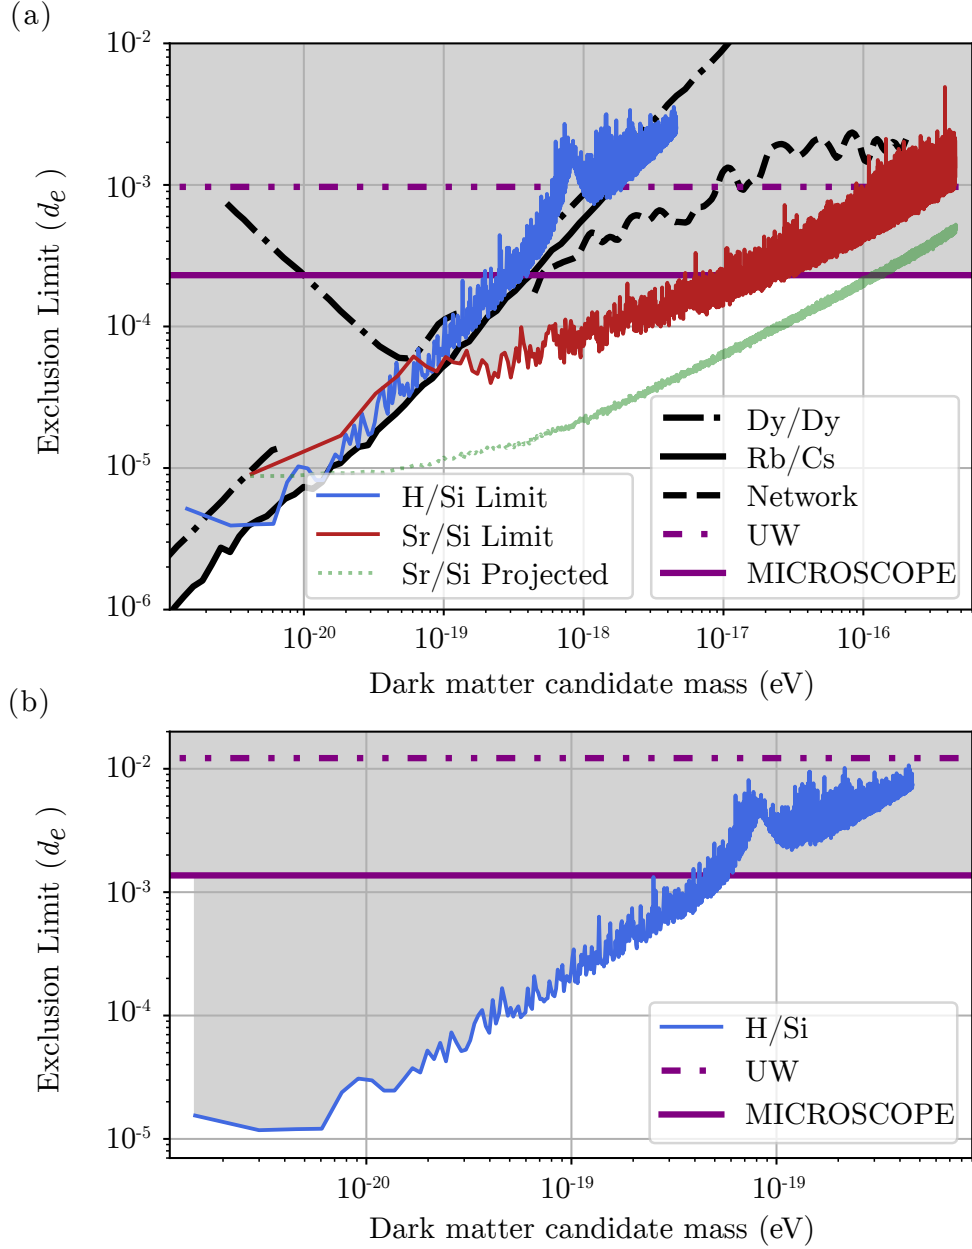 (a)
10^-2
10^-3
10^-4
10^-5
10^-6
Exclusion Limit (d_e )
Dy/Dy
Rb/Cs
Network
UW
MICROSCOPE
H/Si Limit
Sr/Si Limit
Sr/Si Projected
10^-20 10^-19 10^-18 10^-17 10^-16
Dark matter candidate mass (eV)
(b)
10^-2
10^-3
10^-4
10^-5
Exclusion Limit (d_e )
H/Si
UW
MICROSCOPE
10^-20 10^-19 10^-19
Dark matter candidate mass (eV)